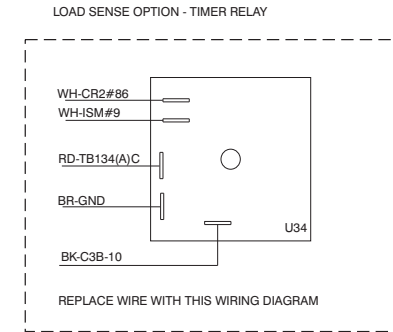 LOAD SENSE OPTION - TIMER RELAY
WH-CR2#86
WH-ISM#9
RD-TB134(A)C
BR-GND
U34
BK-C3B-10
REPLACE WIRE WITH THIS WIRING DIAGRAM